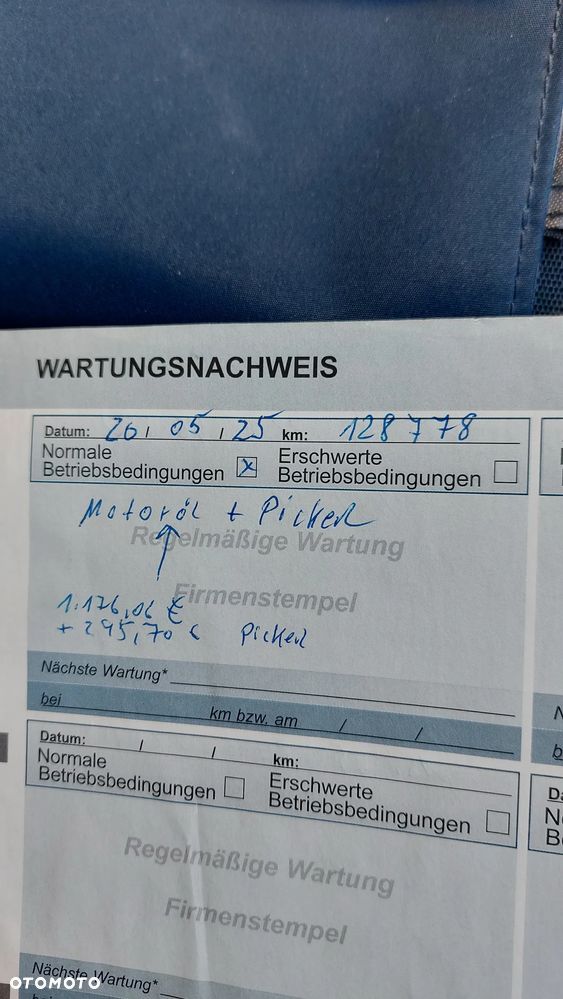 WARTUNGSNACHWEIS
Datum: 26 / 05 / 25 km: 128778
Normale Betriebsbedingungen x Erschwerte Betriebsbedingungen
Motoröl + Pickerl
Regelmäßige Wartung
Firmenstempel
1.176,06 €
+ 295,70 € Pickerl
Nächste Wartung*
bei km bzw. am / /
Datum: / / km:
Normale Betriebsbedingungen Erschwerte Betriebsbedingungen
Regelmäßige Wartung
Firmenstempel
Nächste Wartung*
OTOMOTO